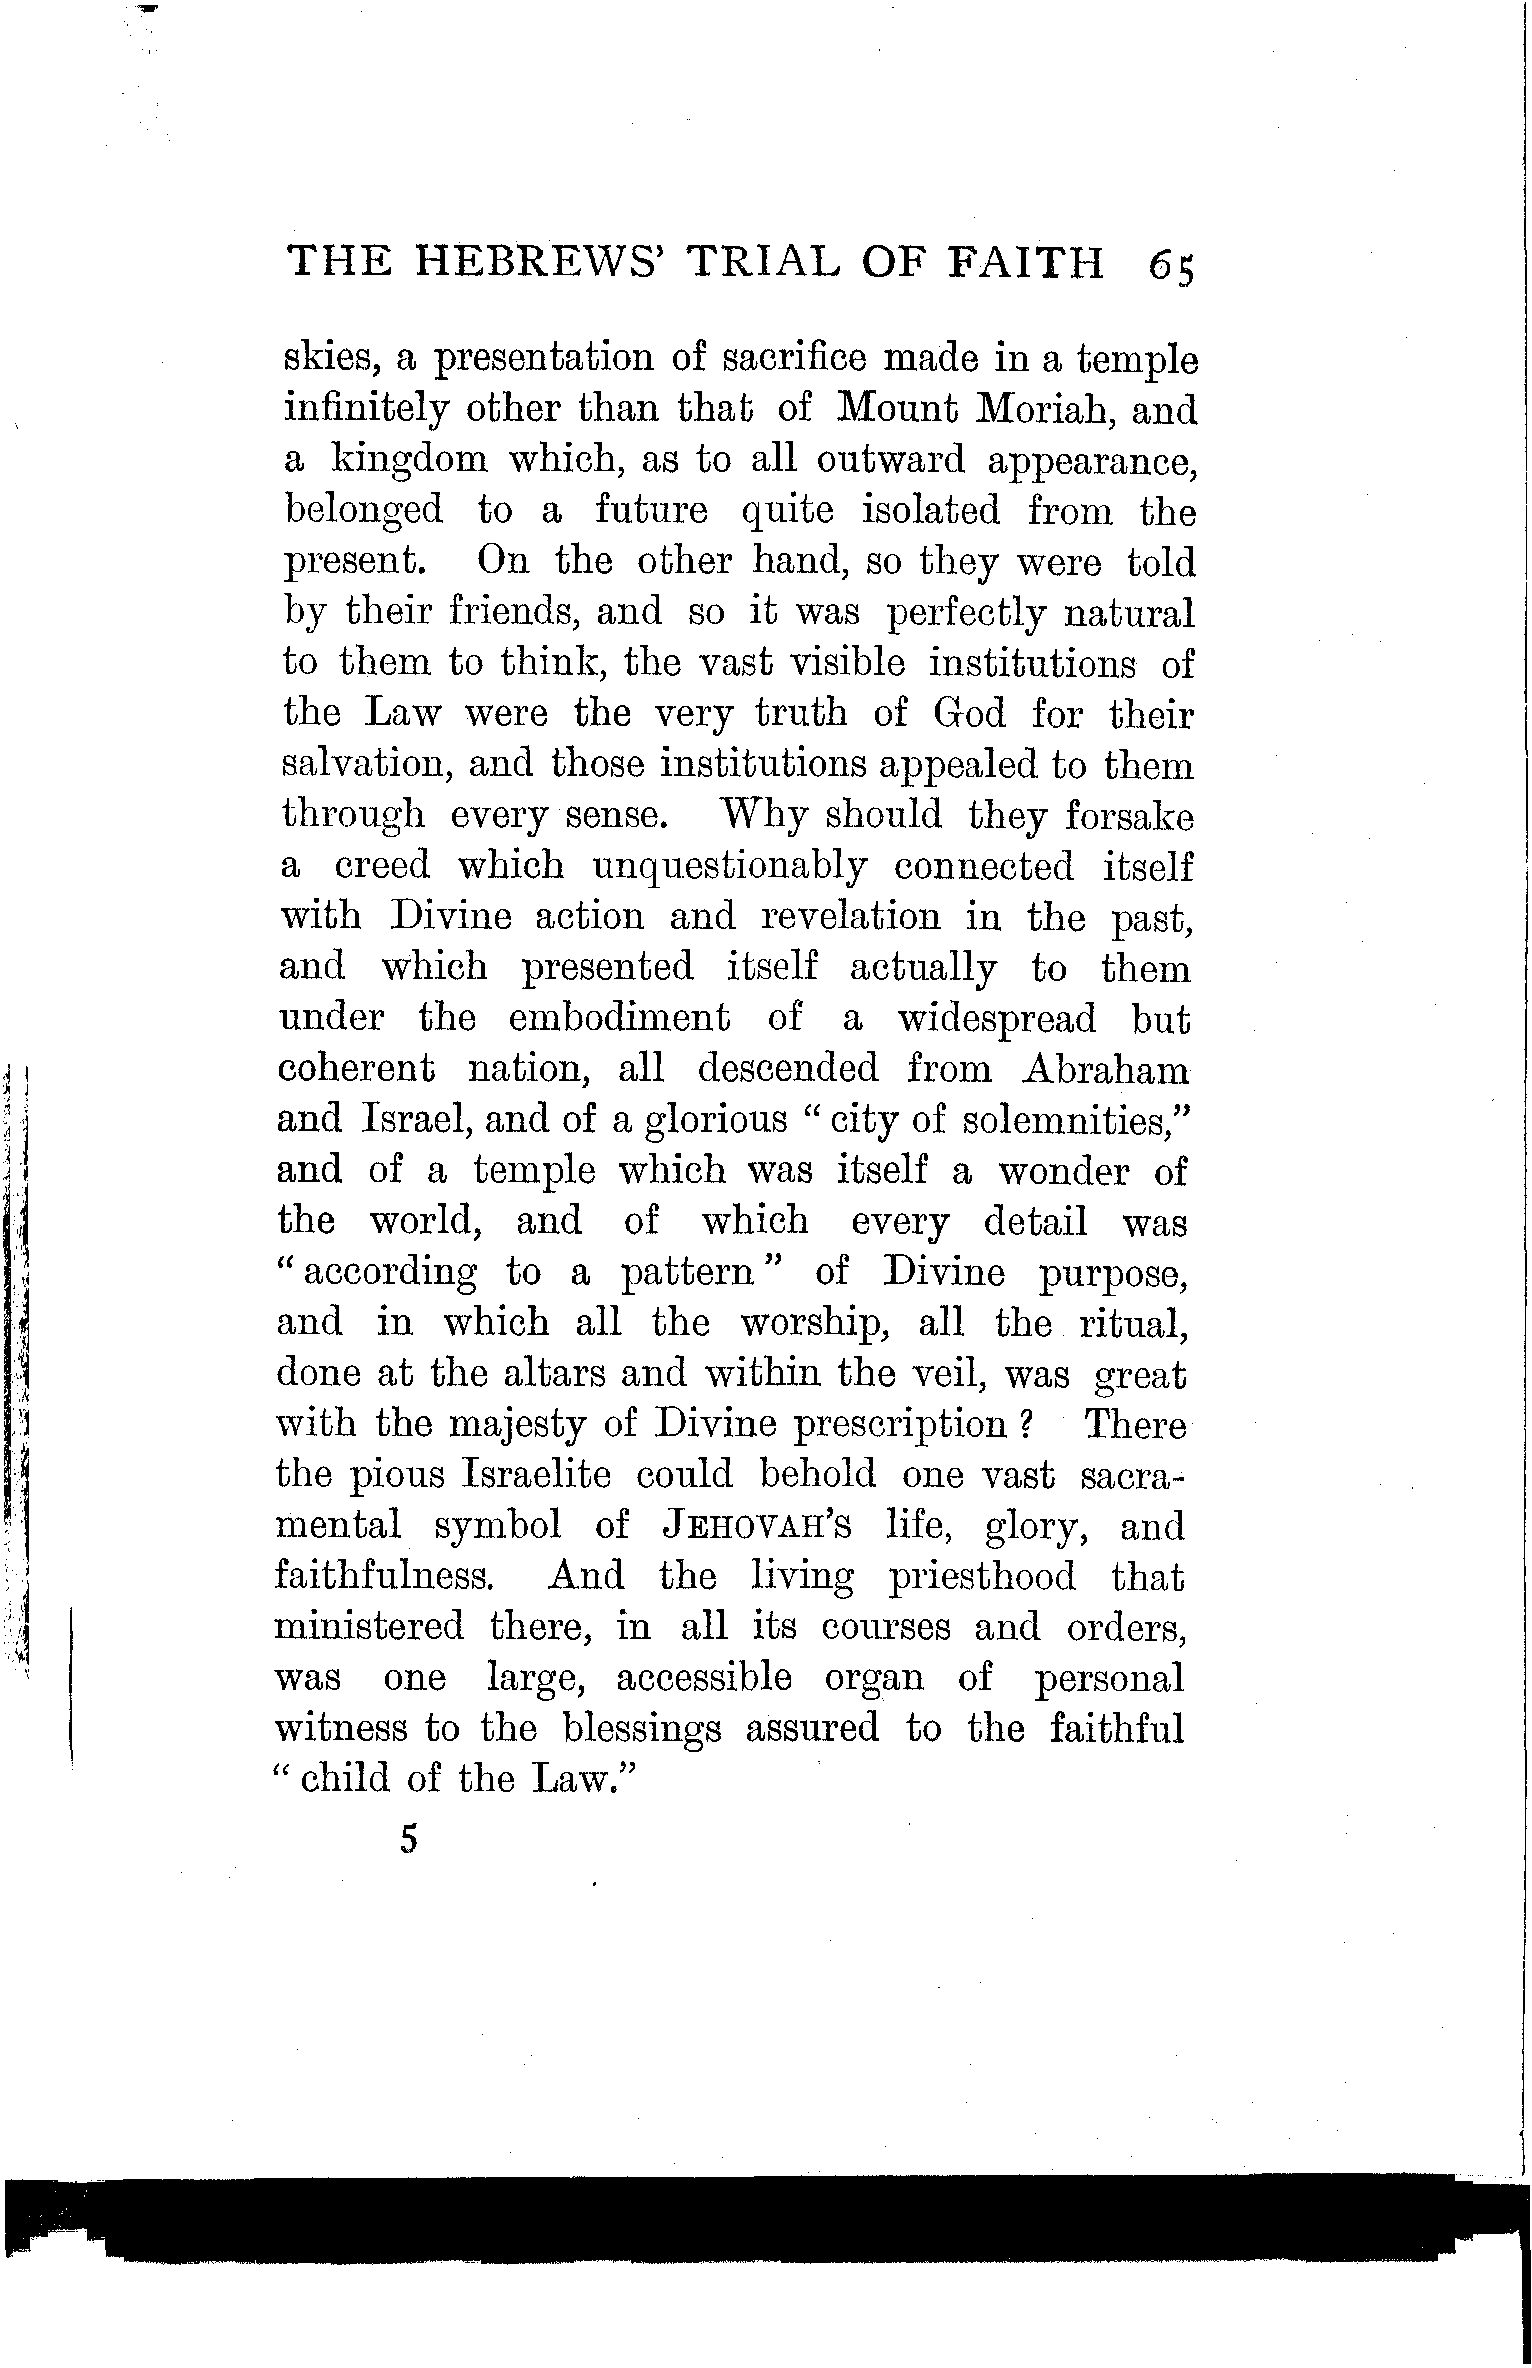 THE HEBREWS' TRIAL OF FAITH 65
skies, a presentation of sacrifice made in a temple
infinitely other than that of Mount Moriah, and
a kingdom which, as to all outward appearance,
belonged to a future quite isolated from the
present. On the other hand, so they were told
by their friends, and so it was perfectly natural
to them to think, the vast visible institutions of
the Law were the very truth of God for their
salvation, and those institutions appealed to them
through every sense. Why should they forsake
a creed which unquestionably connected itself
with Divine action and revelation in the past,
and which presented itself actually to them
under the embodiment of a widespread but
coherent nation, all descended from Abraham
and Israel, and of a glorious "city of solemnities,"
and of a temple which was itself a wonder of
the world, and of which every detail was
"according to a pattern" of Divine purpose,
and in which all the worship, all the ritual,
done at the altars and within the veil, was great
with the majesty of Divine prescription? There
the pious Israelite could behold one vast sacra-
mental symbol of JEHOVAH'S life, glory, and
faithfulness. And the living priesthood that
ministered there, in all its courses and orders,
was one large, accessible organ of personal
witness to the blessings assured to the faithful
"child of the Law."
5